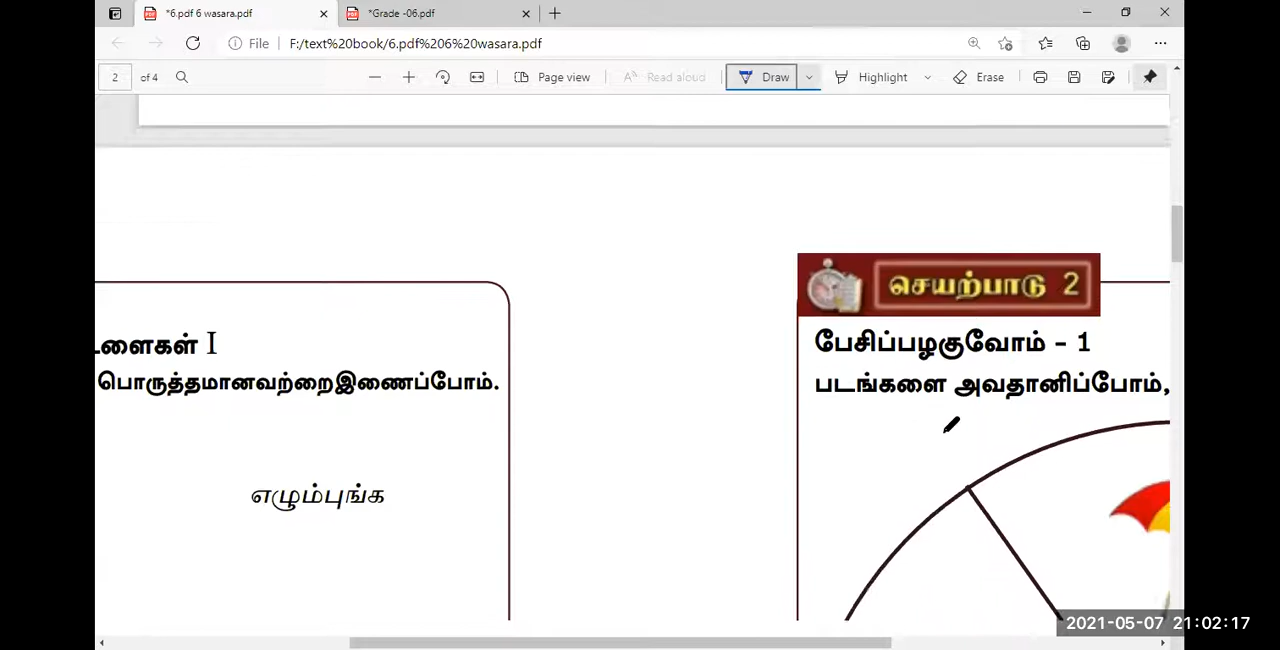 *6.pdf 6 wasara.pdf
*Grade -06.pdf
File
F:/text%20book/6.pdf%206%20wasara.pdf
2 of 4
Page view
Read aloud
Draw
Highlight
Erase
ளைகள் I
பொருத்தமானவற்றைஇணைப்போம்.
எழும்புங்க
செயற்பாடு 2
பேசிப்பழகுவோம் - 1
படங்களை அவதானிப்போம்,
2021-05-07 21:02:17